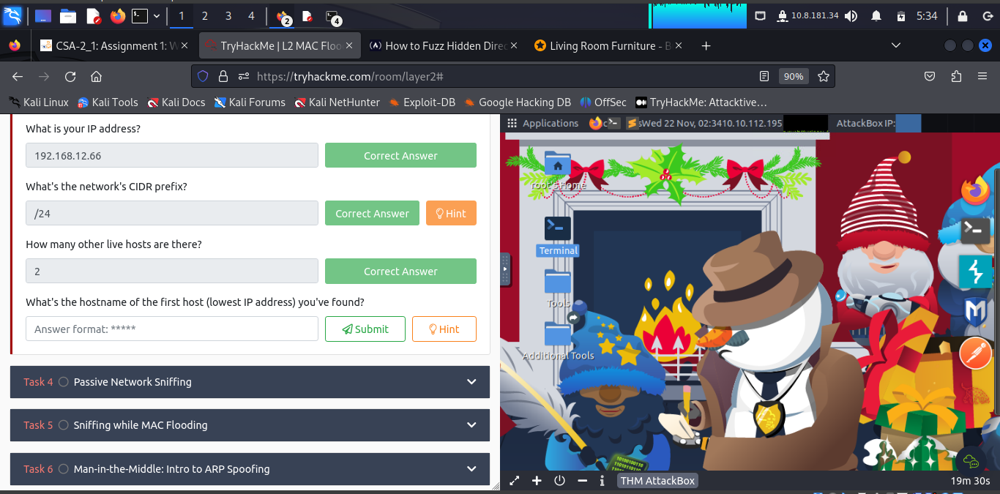 1 2 3 4 2 4 10.8.181.34 5:34
CSA-2_1: Assignment 1: W
TryHackMe | L2 MAC Floo
How to Fuzz Hidden Direc
Living Room Furniture - B
https://tryhackme.com/room/layer2#
90%
Kali Linux Kali Tools Kali Docs Kali Forums Kali NetHunter Exploit-DB Google Hacking DB OffSec TryHackMe: Attacktive…
What is your IP address?
192.168.12.66
Correct Answer
What's the network's CIDR prefix?
/24
Correct Answer
Hint
How many other live hosts are there?
2
Correct Answer
What's the hostname of the first host (lowest IP address) you've found?
Answer format: *****
Submit
Hint
Task 4 Passive Network Sniffing
Task 5 Sniffing while MAC Flooding
Task 6 Man-in-the-Middle: Intro to ARP Spoofing
Applications
Wed 22 Nov, 02:34
10.10.112.195
AttackBox IP:
root's Home
Terminal
Tools
Additional Tools
THM AttackBox
19m 30s